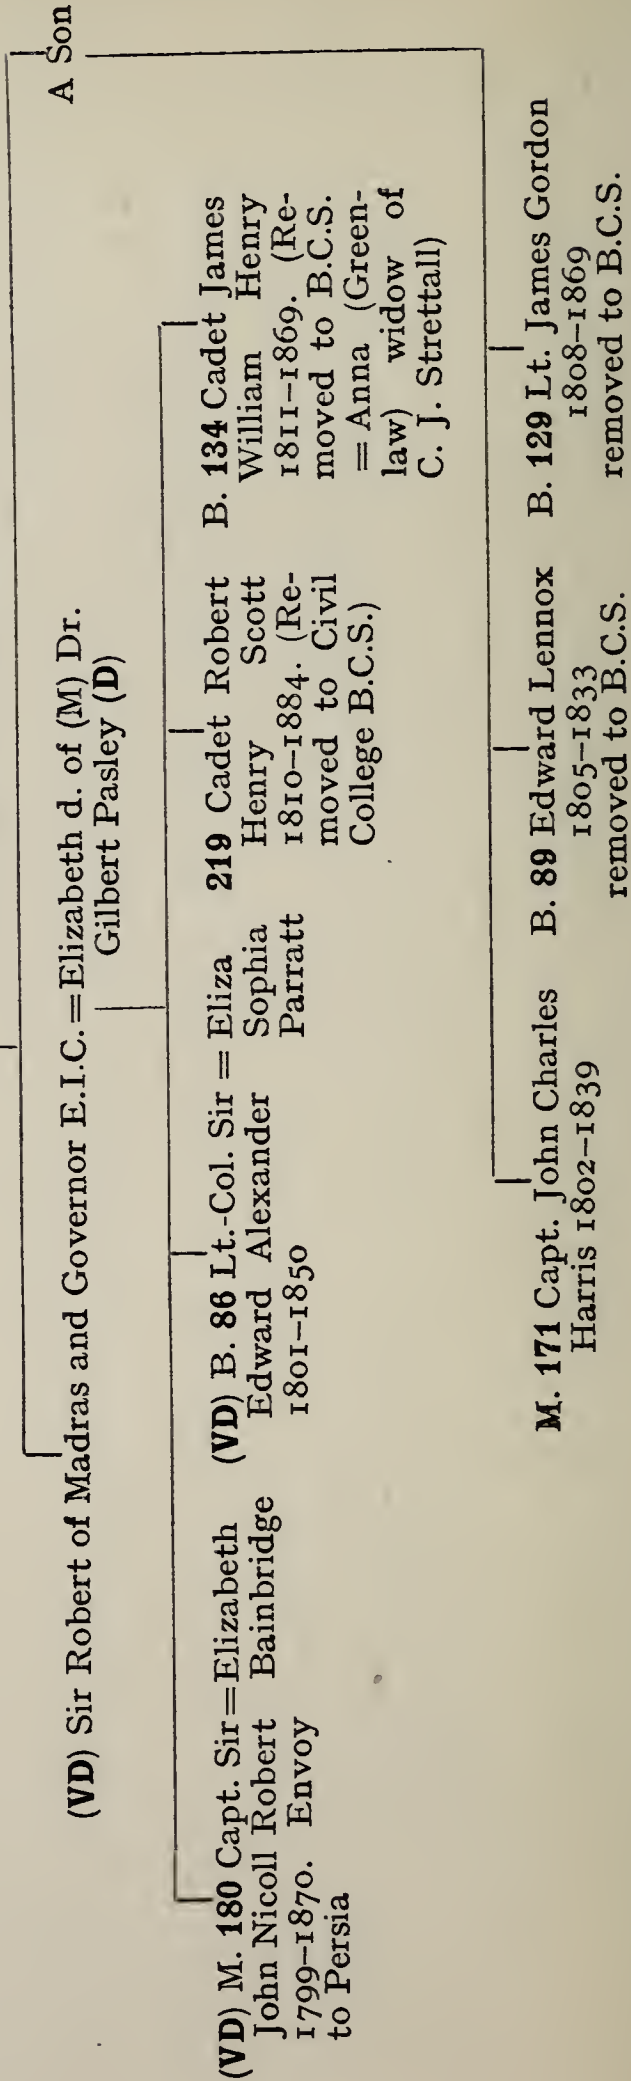 A Son
(VD) Sir Robert of Madras and Governor E.I.C. = Elizabeth d. of (M) Dr.
Gilbert Pasley (D)
(VD) M. 180 Capt. Sir = Elizabeth
John Nicoll Robert Bainbridge
1799–1870. Envoy
to Persia
(VD) B. 86 Lt.-Col. Sir = Eliza
Edward Alexander Sophia
1801–1850 Parratt
219 Cadet Robert
Henry Scott
1810–1884. (Re-
moved to Civil
College B.C.S.)
B. 134 Cadet James
William Henry
1811–1869. (Re-
moved to B.C.S.
= Anna (Green-
law) widow of
C. J. Strettall)
M. 171 Capt. John Charles
Harris 1802–1839
B. 89 Edward Lennox
1805–1833
removed to B.C.S.
B. 129 Lt. James Gordon
1808–1869
removed to B.C.S.